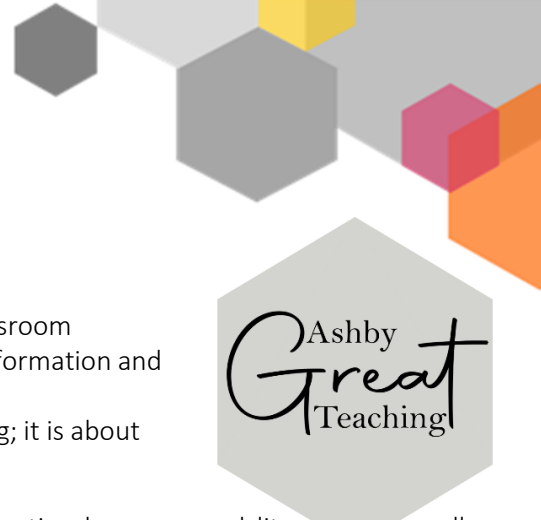 Ashby
Great
Teaching
sroom
formation and
g; it is about